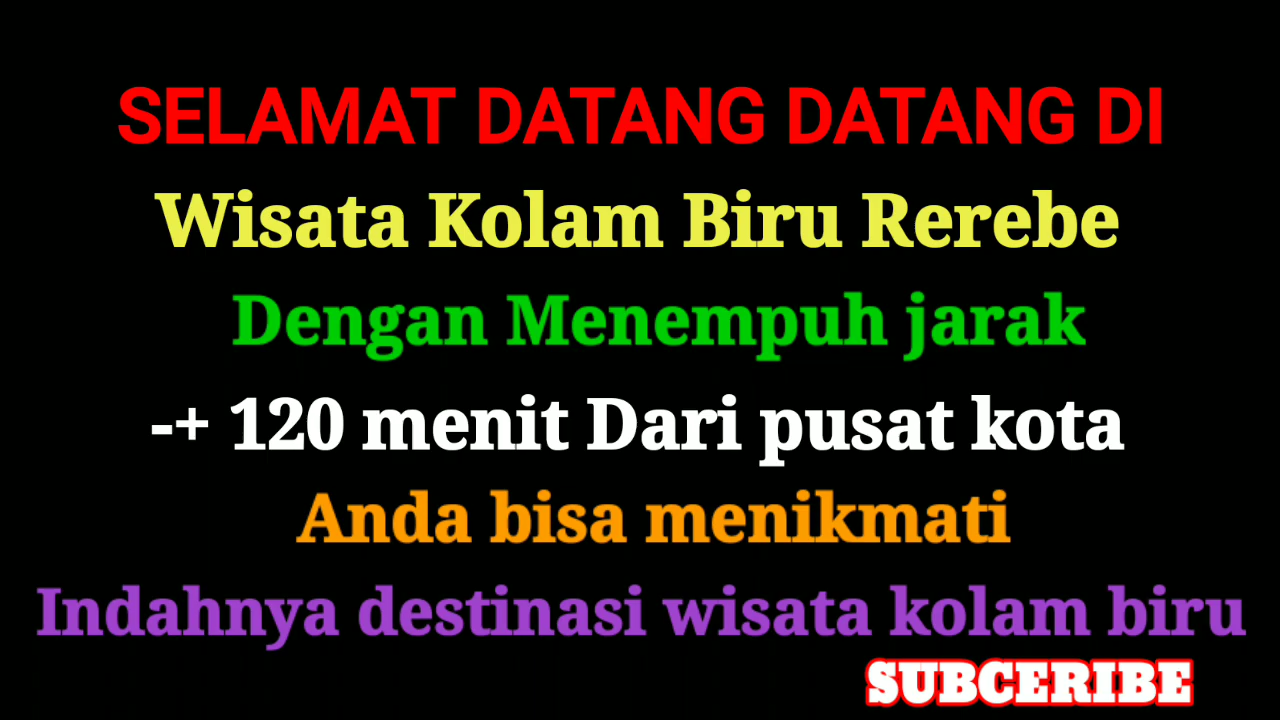 SELAMAT DATANG DATANG DI
Wisata Kolam Biru Rerebe
Dengan Menempuh jarak
-+ 120 menit Dari pusat kota
Anda bisa menikmati
Indahnya destinasi wisata kolam biru
SUBCERIBE